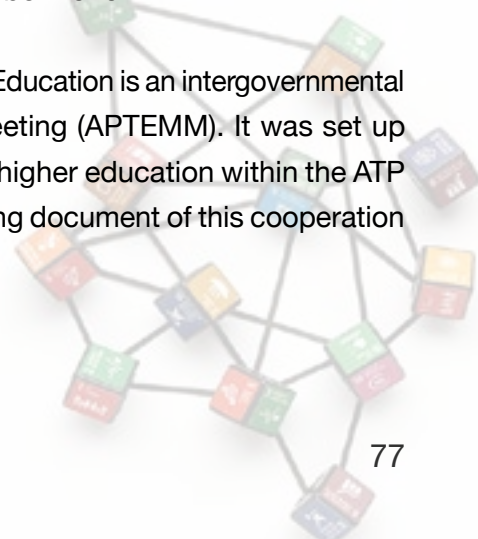 Education is an intergovernmental
eeting (APTEMM). It was set up
higher education within the ATP
ng document of this cooperation
77